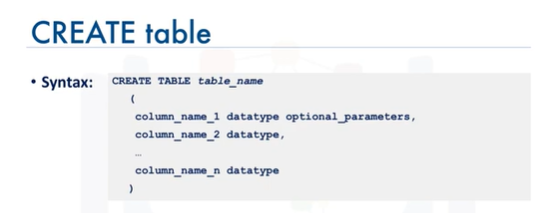 CREATE table
• Syntax: CREATE TABLE table_name
(
column_name_1 datatype optional_parameters,
column_name_2 datatype,
…
column_name_n datatype
)